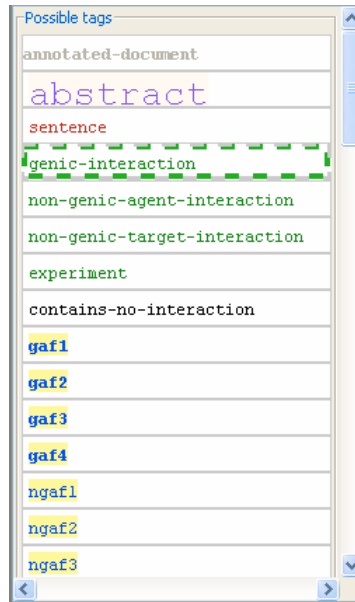 Possible tags
annotated-document
abstract
sentence
genic-interaction
non-genic-agent-interaction
non-genic-target-interaction
experiment
contains-no-interaction
gaf1
gaf2
gaf3
gaf4
ngaf1
ngaf2
ngaf3